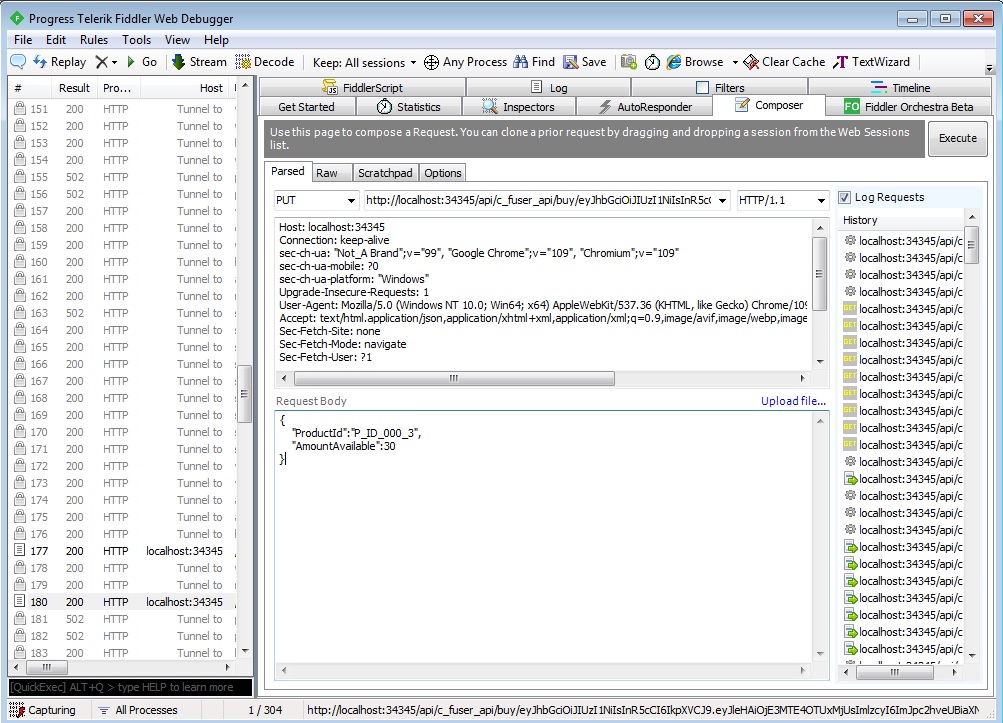 Progress Telerik Fiddler Web Debugger
File Edit Rules Tools View Help
Replay Go Stream Decode Keep: All sessions Any Process Find Save Browse Clear Cache TextWizard
# Result Pro... Host
FiddlerScript Log Filters Timeline
Get Started Statistics Inspectors AutoResponder Composer FO Fiddler Orchestra Beta
Use this page to compose a Request. You can clone a prior request by dragging and dropping a session from the Web Sessions
list.
Execute
Parsed Raw Scratchpad Options
PUT http://localhost:34345/api/c_fuser_api/buy/eyJhbGciOiJIUzI1NiIsInR5c( HTTP/1.1
Log Requests
History
Host: localhost:34345
Connection: keep-alive
sec-ch-ua: "Not_A Brand";v="99", "Google Chrome";v="109", "Chromium";v="109"
sec-ch-ua-mobile: ?0
sec-ch-ua-platform: "Windows"
Upgrade-Insecure-Requests: 1
User-Agent: Mozilla/5.0 (Windows NT 10.0; Win64; x64) AppleWebKit/537.36 (KHTML, like Gecko) Chrome/109
Accept: text/html.application/json,application/xhtml+xml,application/xml;q=0.9,image/avif,image/webp,image
Sec-Fetch-Site: none
Sec-Fetch-Mode: navigate
Sec-Fetch-User: ?1
Request Body Upload file...
{
"ProductId":"P_ID_000_3",
"AmountAvailable":30
}
151 200 HTTP Tunnel to
152 200 HTTP Tunnel to
153 200 HTTP Tunnel to
154 200 HTTP Tunnel to
155 502 HTTP Tunnel to
156 502 HTTP Tunnel to
157 200 HTTP Tunnel to
158 200 HTTP Tunnel to
159 200 HTTP Tunnel to
160 200 HTTP Tunnel to
161 200 HTTP Tunnel to
162 200 HTTP Tunnel to
163 502 HTTP Tunnel to
164 200 HTTP Tunnel to
165 502 HTTP Tunnel to
166 200 HTTP Tunnel to
167 200 HTTP Tunnel to
168 200 HTTP Tunnel to
169 200 HTTP Tunnel to
170 200 HTTP Tunnel to
171 200 HTTP Tunnel to
172 200 HTTP Tunnel to
173 200 HTTP Tunnel to
174 200 HTTP Tunnel to
175 200 HTTP Tunnel to
176 200 HTTP Tunnel to
177 200 HTTP localhost:34345
178 200 HTTP Tunnel to
179 200 HTTP Tunnel to
180 200 HTTP localhost:34345
181 502 HTTP Tunnel to
182 502 HTTP Tunnel to
183 502 HTTP Tunnel to
localhost:34345/api/c
localhost:34345/api/c
localhost:34345/api/c
localhost:34345/api/c
GET localhost:34345/api/c
GET localhost:34345/api/c
GET localhost:34345/api/c
GET localhost:34345/api/c
GET localhost:34345/api/c
GET localhost:34345/api/c
GET localhost:34345/api/c
GET localhost:34345/api/c
GET localhost:34345/api/c
localhost:34345/api/c
localhost:34345/api/c
localhost:34345/api/c
localhost:34345/api/c
localhost:34345/api/c
localhost:34345/api/c
localhost:34345/api/c
localhost:34345/api/c
localhost:34345/api/c
localhost:34345/api/c
localhost:34345/api/c
localhost:34345/api/c
[QuickExec] ALT+Q > type HELP to learn more
Capturing All Processes 1 / 304 http://localhost:34345/api/c_fuser_api/buy/eyJhbGciOiJIUzI1NiIsInR5cCI6IkpXVCJ9.eyJleHAiOjE3MTE4OTUxMjUsImlzcyI6ImJpc2hveUBiaXN